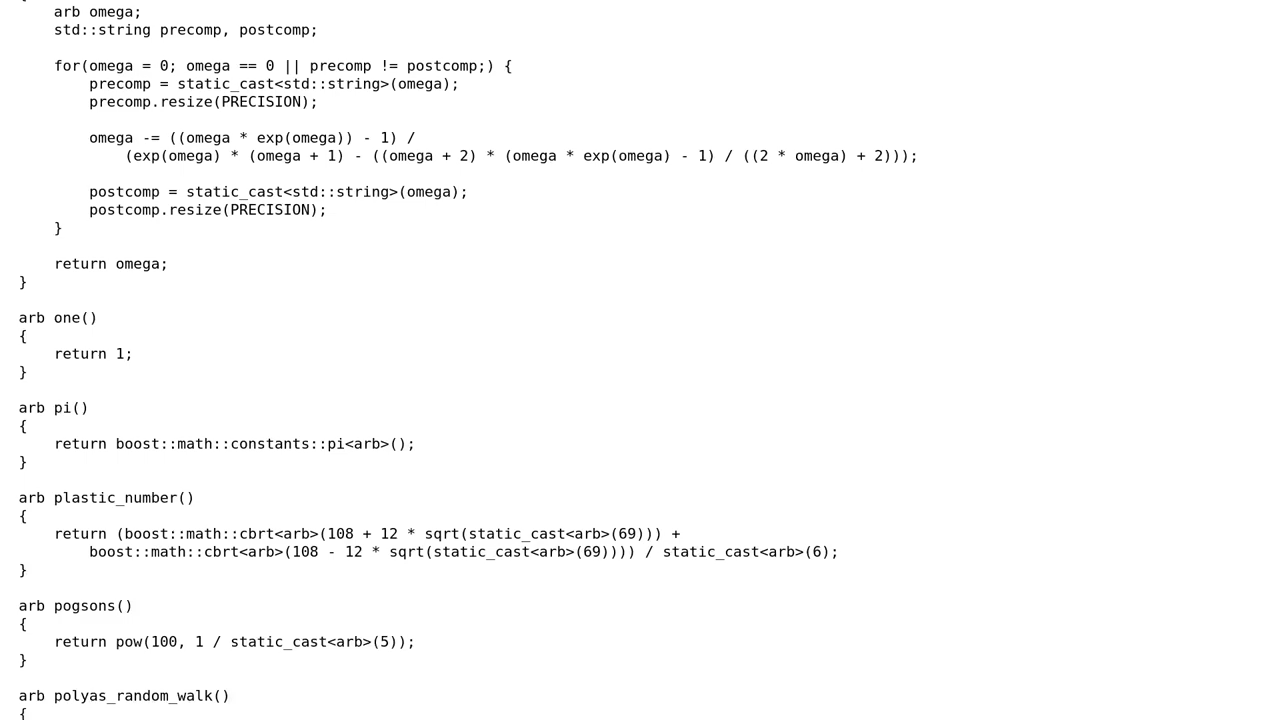 arb omega;
    std::string precomp, postcomp;

    for(omega = 0; omega == 0 || precomp != postcomp;) {
        precomp = static_cast<std::string>(omega);
        precomp.resize(PRECISION);

        omega -= ((omega * exp(omega)) - 1) /
            (exp(omega) * (omega + 1) - ((omega + 2) * (omega * exp(omega) - 1) / ((2 * omega) + 2)));

        postcomp = static_cast<std::string>(omega);
        postcomp.resize(PRECISION);
    }

    return omega;
}

arb one()
{
    return 1;
}

arb pi()
{
    return boost::math::constants::pi<arb>();
}

arb plastic_number()
{
    return (boost::math::cbrt<arb>(108 + 12 * sqrt(static_cast<arb>(69))) +
        boost::math::cbrt<arb>(108 - 12 * sqrt(static_cast<arb>(69)))) / static_cast<arb>(6);
}

arb pogsons()
{
    return pow(100, 1 / static_cast<arb>(5));
}

arb polyas_random_walk()
{